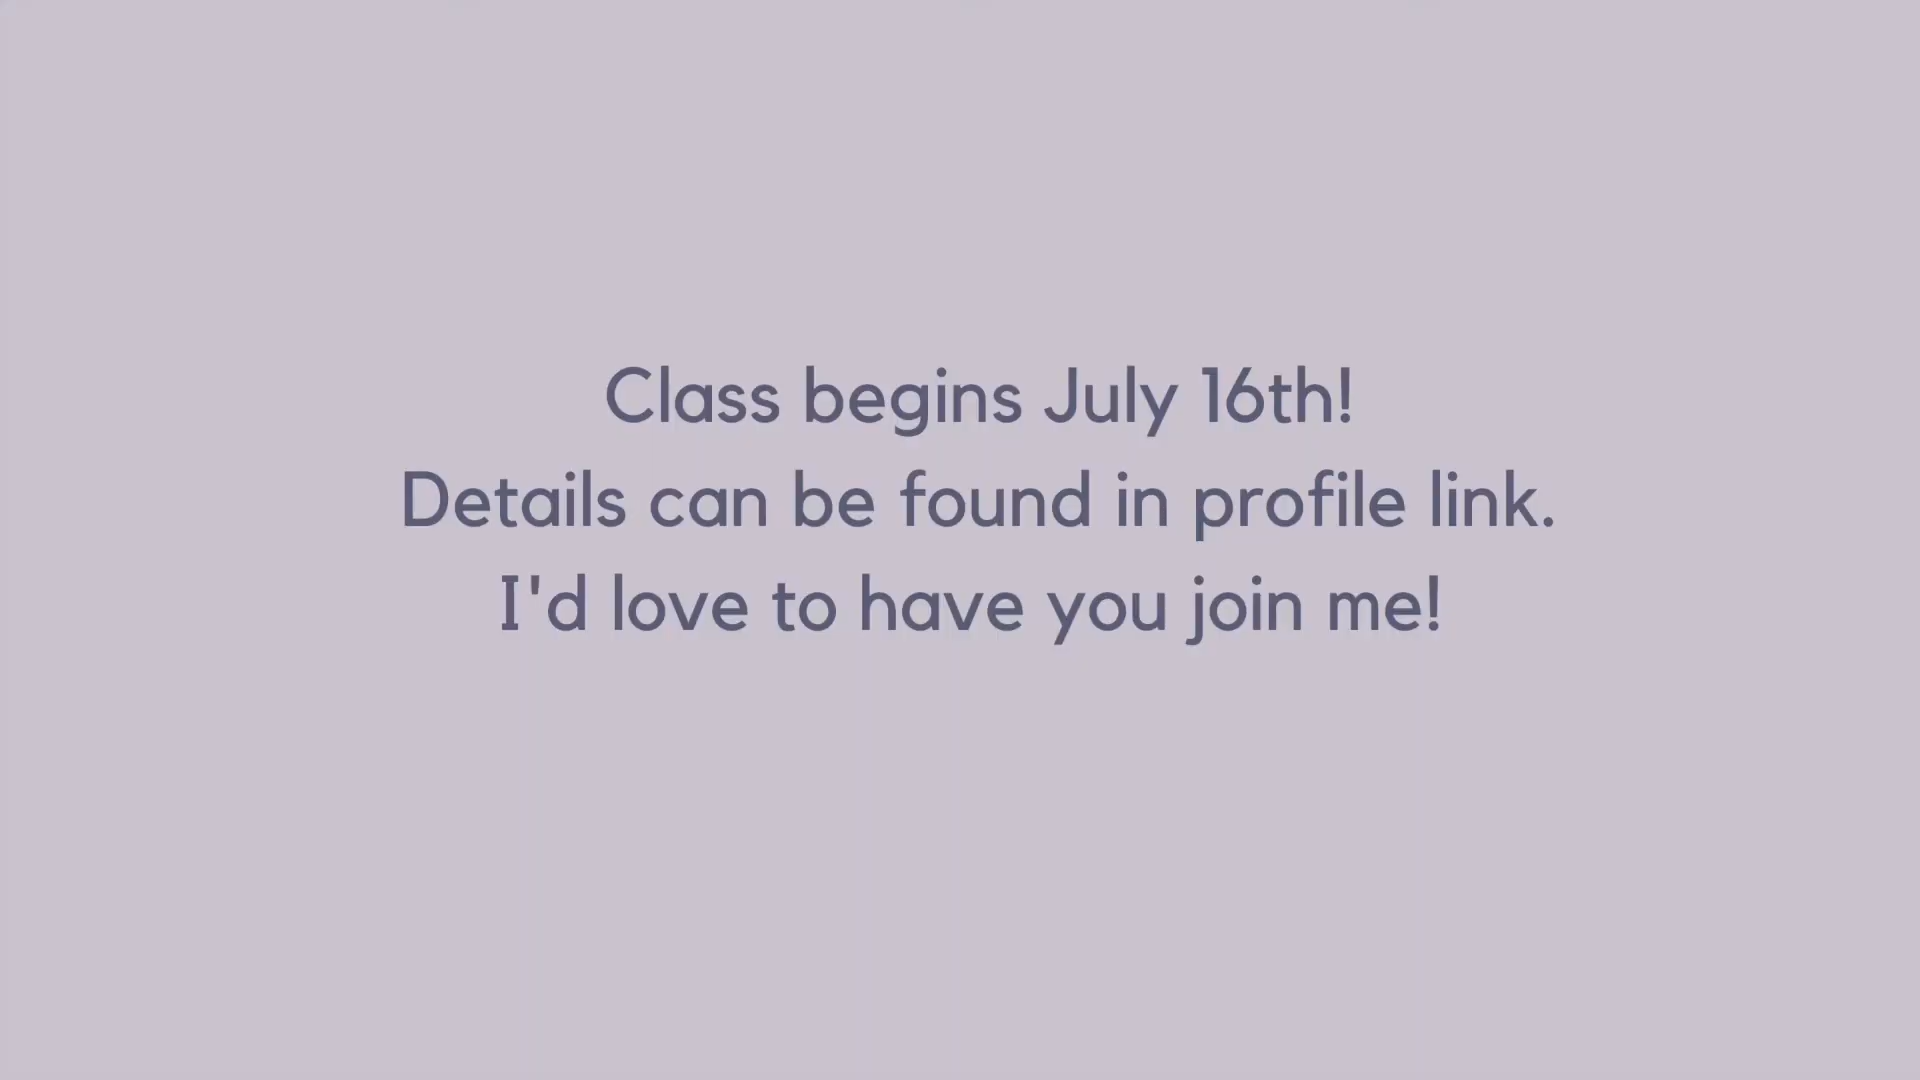 Class begins July 16th!
Details can be found in profile link.
I'd love to have you join me!